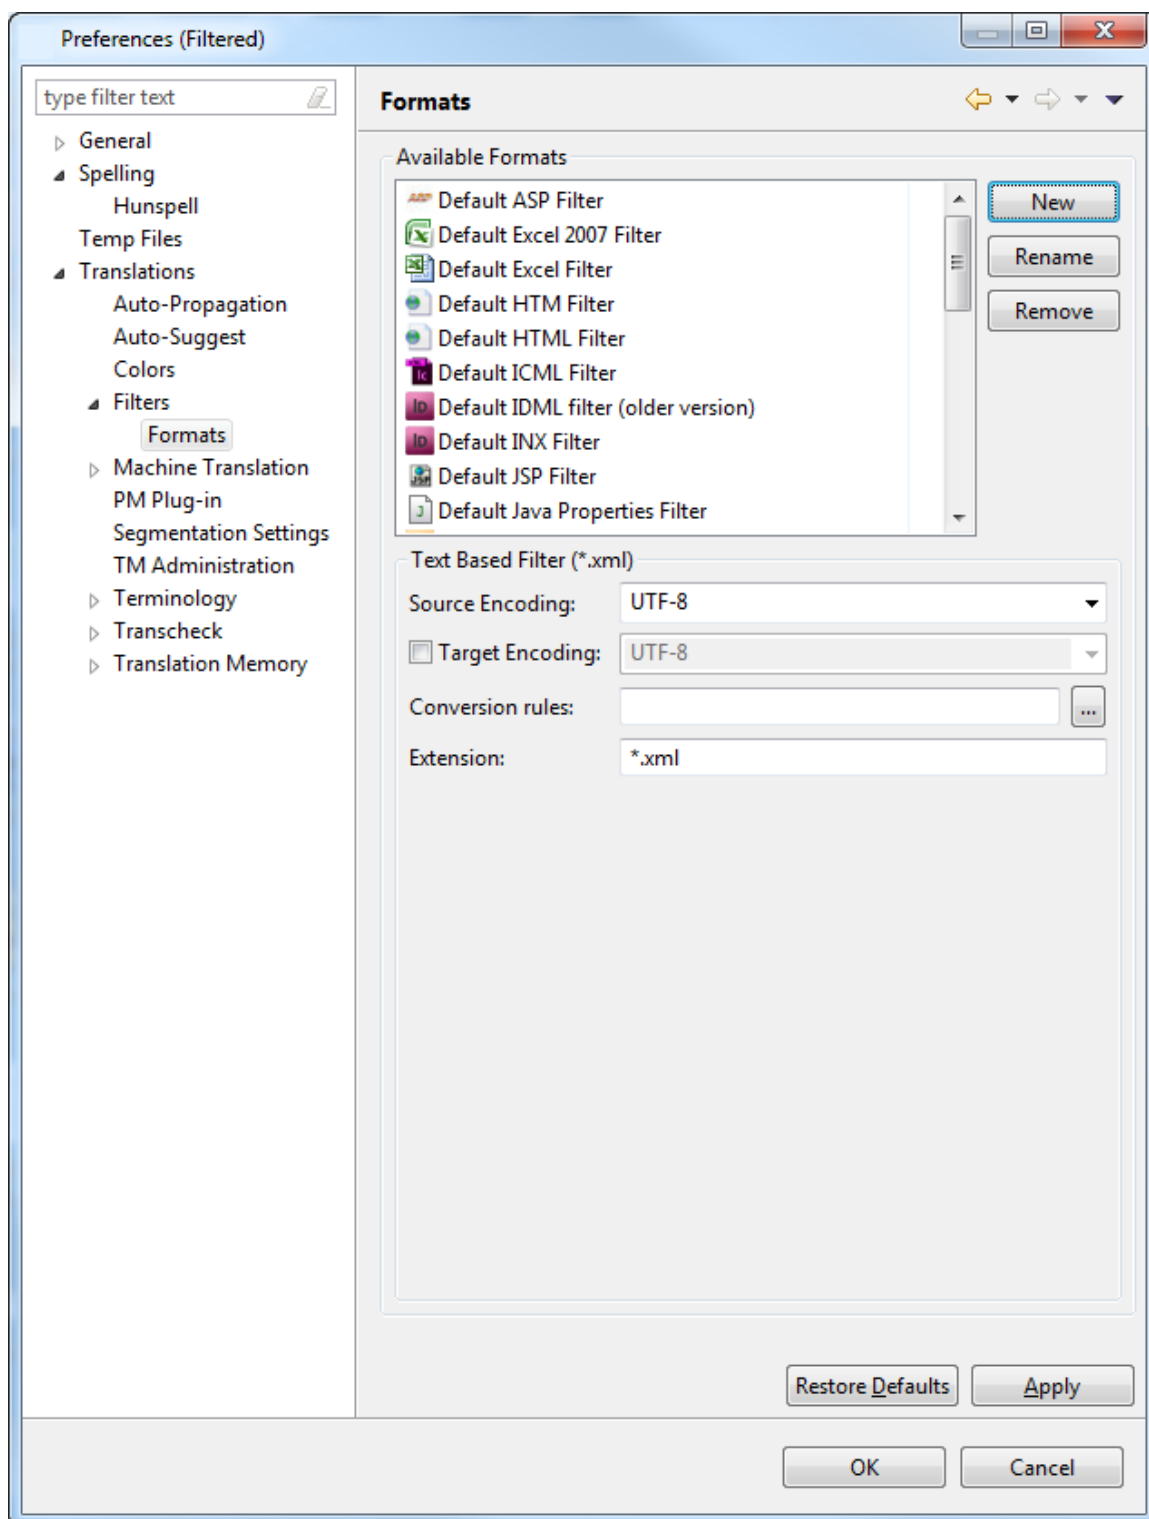 Preferences (Filtered)
type filter text
General
Spelling
Hunspell
Temp Files
Translations
Auto-Propagation
Auto-Suggest
Colors
Filters
Formats
Machine Translation
PM Plug-in
Segmentation Settings
TM Administration
Terminology
Transcheck
Translation Memory
Formats
Available Formats
Default ASP Filter
Default Excel 2007 Filter
Default Excel Filter
Default HTM Filter
Default HTML Filter
Default ICML Filter
Default IDML filter (older version)
Default INX Filter
Default JSP Filter
Default Java Properties Filter
New
Rename
Remove
Text Based Filter (*.xml)
Source Encoding: UTF-8
Target Encoding: UTF-8
Conversion rules: ...
Extension: *.xml
Restore Defaults Apply
OK Cancel